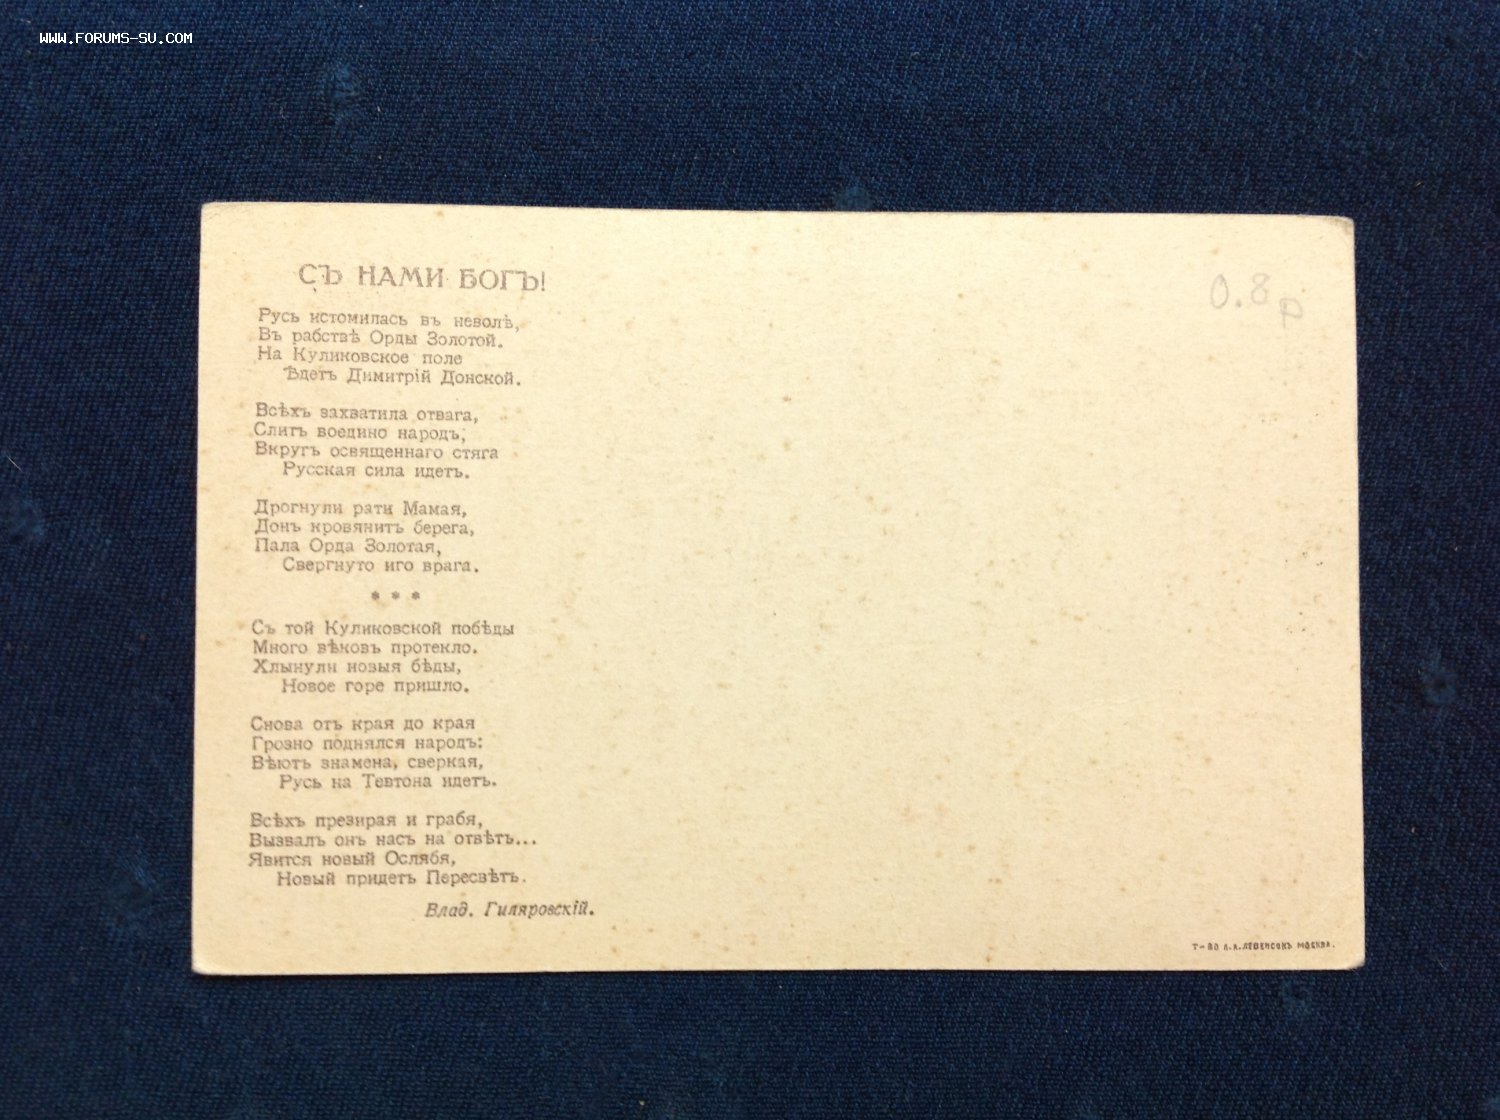 WWW.FORUMS-SU.COM
СЪ НАМИ БОГЪ!
0.8 р
Русь истомилась въ неволѣ,
Въ рабствѣ Орды Золотой.
На Куликовское поле
Ѣдетъ Димитрій Донской.
Всѣхъ захватила отвага,
Слитъ воедино народъ;
Вкругъ освященнаго стяга
Русская сила идетъ.
Дрогнули рати Мамая,
Донъ кровянитъ берега,
Пала Орда Золотая,
Свергнуто иго врага.
* * *
Съ той Куликовской побѣды
Много вѣковъ протекло.
Хлынули новыя бѣды,
Новое горе пришло.
Снова отъ края до края
Грозно поднялся народъ:
Вѣютъ знамена, сверкая,
Русь на Тевтона идетъ.
Всѣхъ презирая и грабя,
Вызвалъ онъ насъ на отвѣтъ...
Явится новый Ослябя,
Новый придетъ Пересвѣтъ.
Влад. Гиляровскій.
Т-во А.А.Левенсонъ Москва.